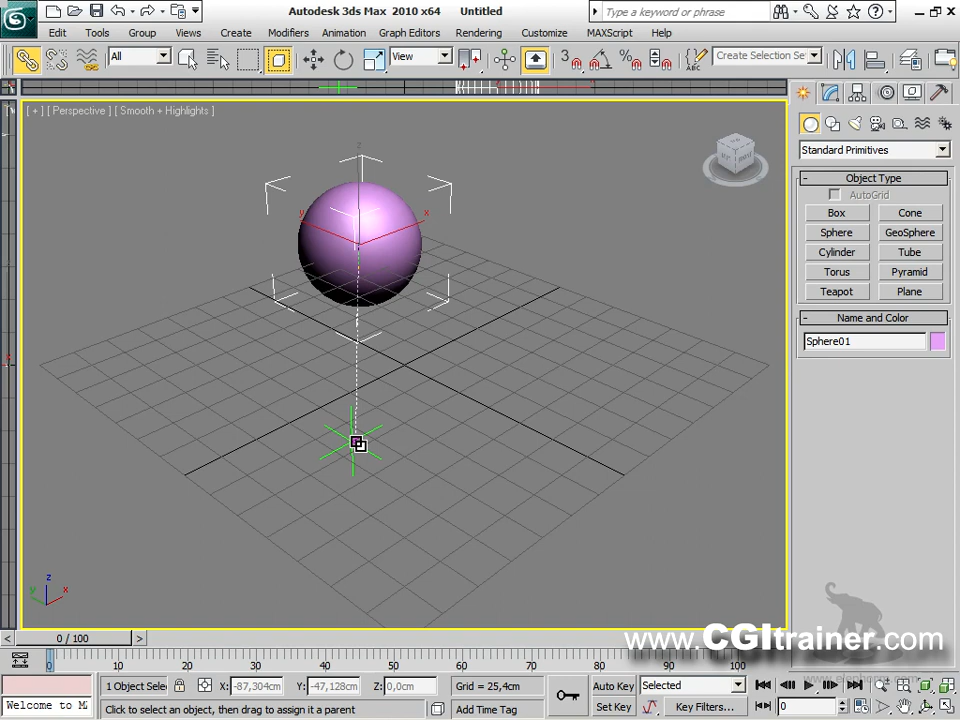 Autodesk 3ds Max  2010 x64    Untitled
Type a keyword or phrase
Edit
Tools
Group
Views
Create
Modifiers
Animation
Graph Editors
Rendering
Customize
MAXScript
Help
All
View
3
Create Selection Se
[ + ] [ Perspective ] [ Smooth + Highlights ]
z
y
x
Standard Primitives
- Object Type
AutoGrid
Box
Cone
Sphere
GeoSphere
Cylinder
Tube
Torus
Pyramid
Teapot
Plane
- Name and Color
Sphere01
z
y
x
< 0 / 100 >
www.CGItrainer.com
0 10 20 30 40 50 60 70 80 90 100
1 Object Selec
X: -87,304cm
Y: -47,128cm
Z: 0,0cm
Grid = 25,4cm
Auto Key
Selected
Welcome to M
Click to select an object, then drag to assign it a parent
Add Time Tag
Set Key
Key Filters...
0